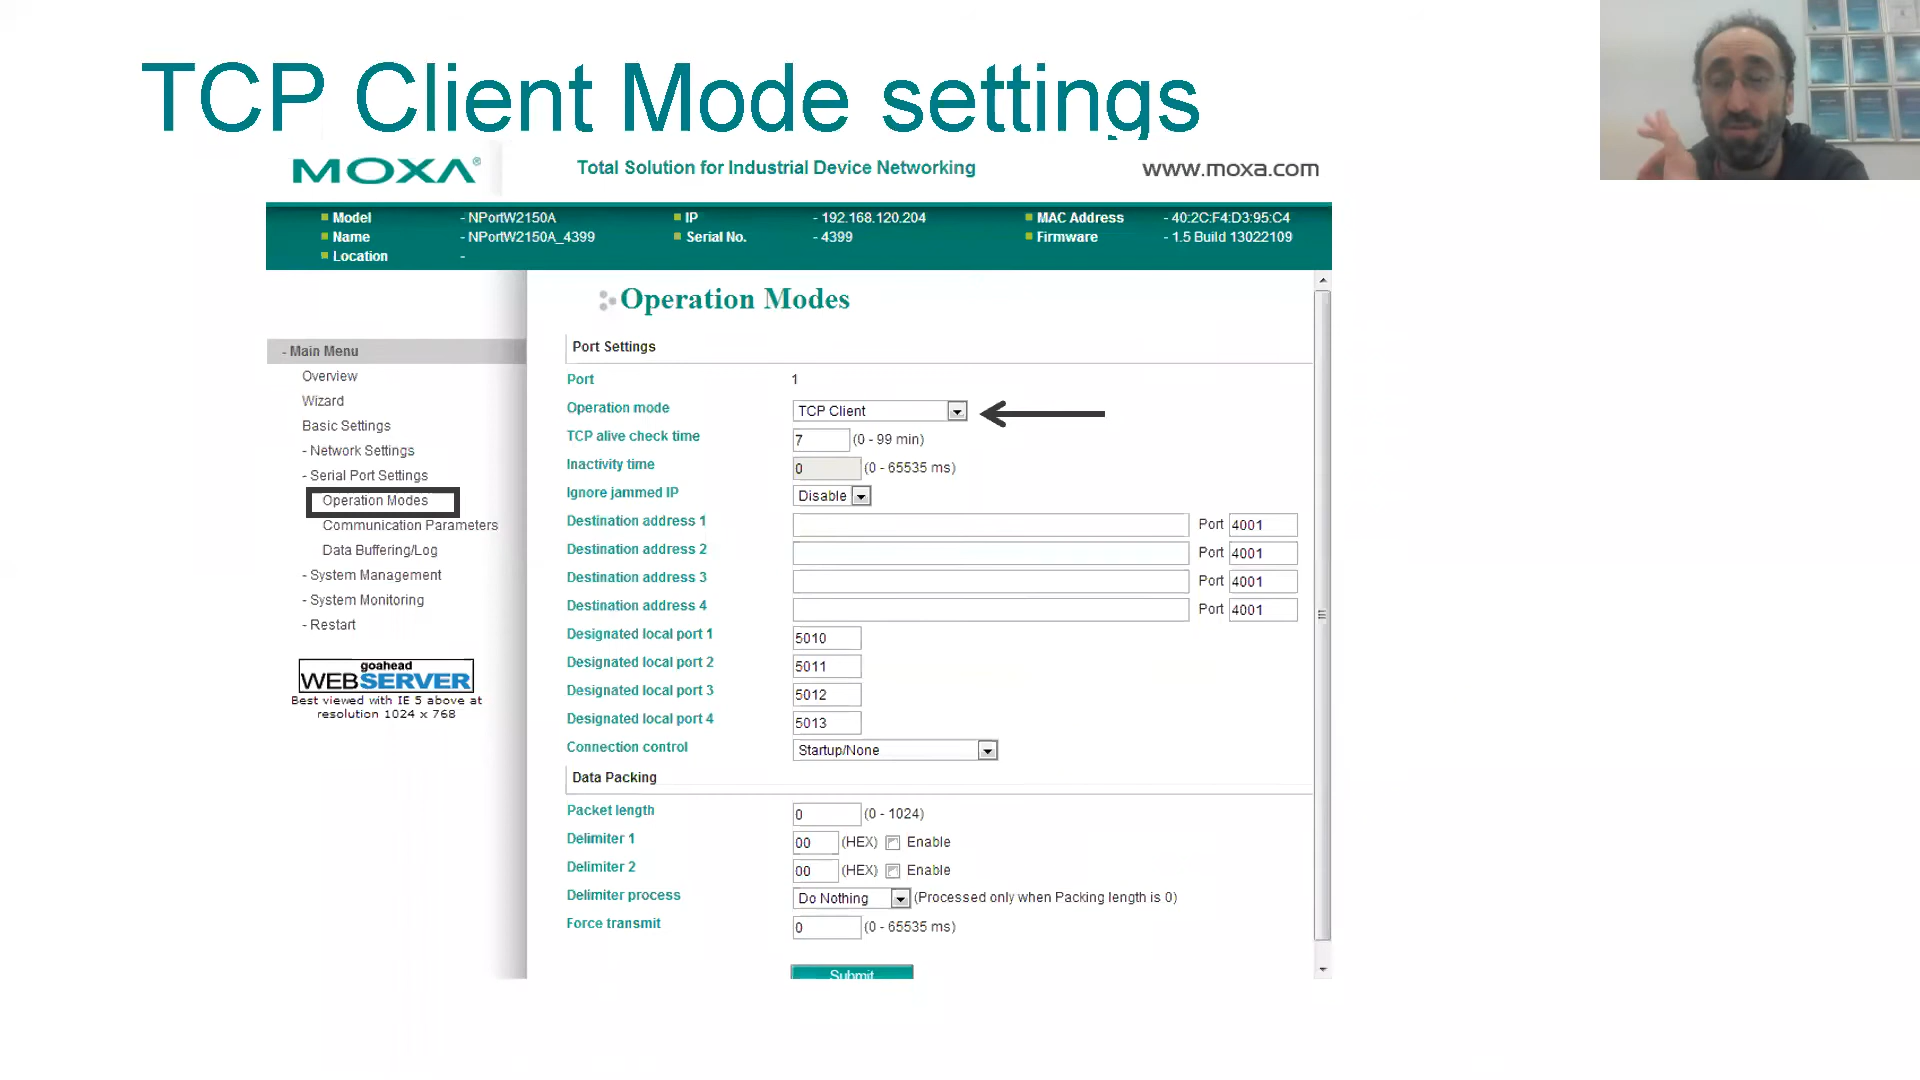 TCP Client Mode settings
MOXA® Total Solution for Industrial Device Networking www.moxa.com
Model - NPortW2150A IP - 192.168.120.204 MAC Address - 40:2C:F4:D3:95:C4
Name - NPortW2150A_4399 Serial No. - 4399 Firmware - 1.5 Build 13022109
Location -
Operation Modes
- Main Menu
Overview
Wizard
Basic Settings
- Network Settings
- Serial Port Settings
Operation Modes
Communication Parameters
Data Buffering/Log
- System Management
- System Monitoring
- Restart
goahead
WEBSERVER
Best viewed with IE 5 above at
resolution 1024 x 768
Port Settings
Port 1
Operation mode TCP Client
TCP alive check time 7 (0 - 99 min)
Inactivity time 0 (0 - 65535 ms)
Ignore jammed IP Disable
Destination address 1 Port 4001
Destination address 2 Port 4001
Destination address 3 Port 4001
Destination address 4 Port 4001
Designated local port 1 5010
Designated local port 2 5011
Designated local port 3 5012
Designated local port 4 5013
Connection control Startup/None
Data Packing
Packet length 0 (0 - 1024)
Delimiter 1 00 (HEX) Enable
Delimiter 2 00 (HEX) Enable
Delimiter process Do Nothing (Processed only when Packing length is 0)
Force transmit 0 (0 - 65535 ms)
Submit